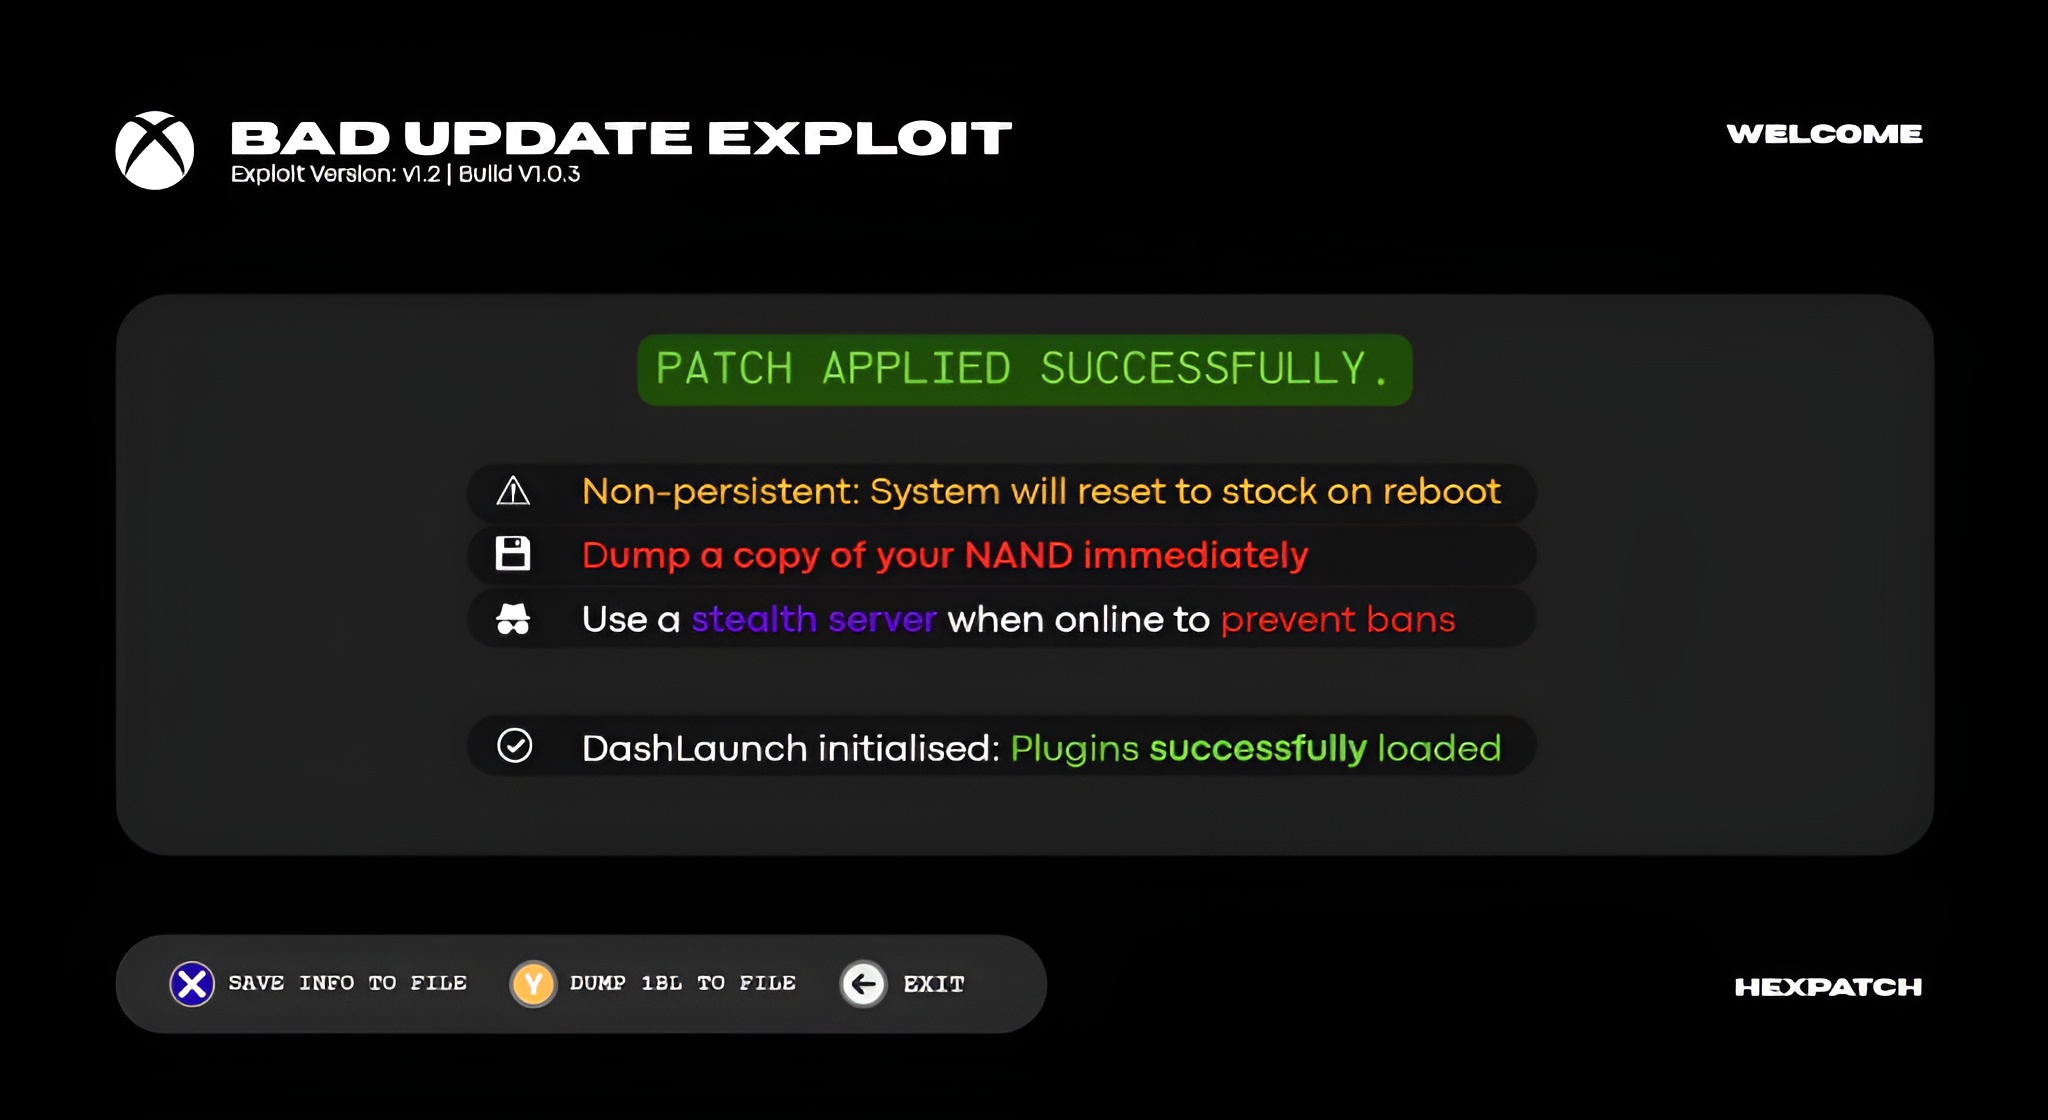 BAD UPDATE EXPLOIT
WELCOME
Exploit Version: v1.2 | Build V1.0.3
PATCH APPLIED SUCCESSFULLY.
Non-persistent: System will reset to stock on reboot
Dump a copy of your NAND immediately
Use a stealth server when online to prevent bans
DashLaunch initialised: Plugins successfully loaded
X SAVE INFO TO FILE Y DUMP 1BL TO FILE EXIT
HEXPATCH